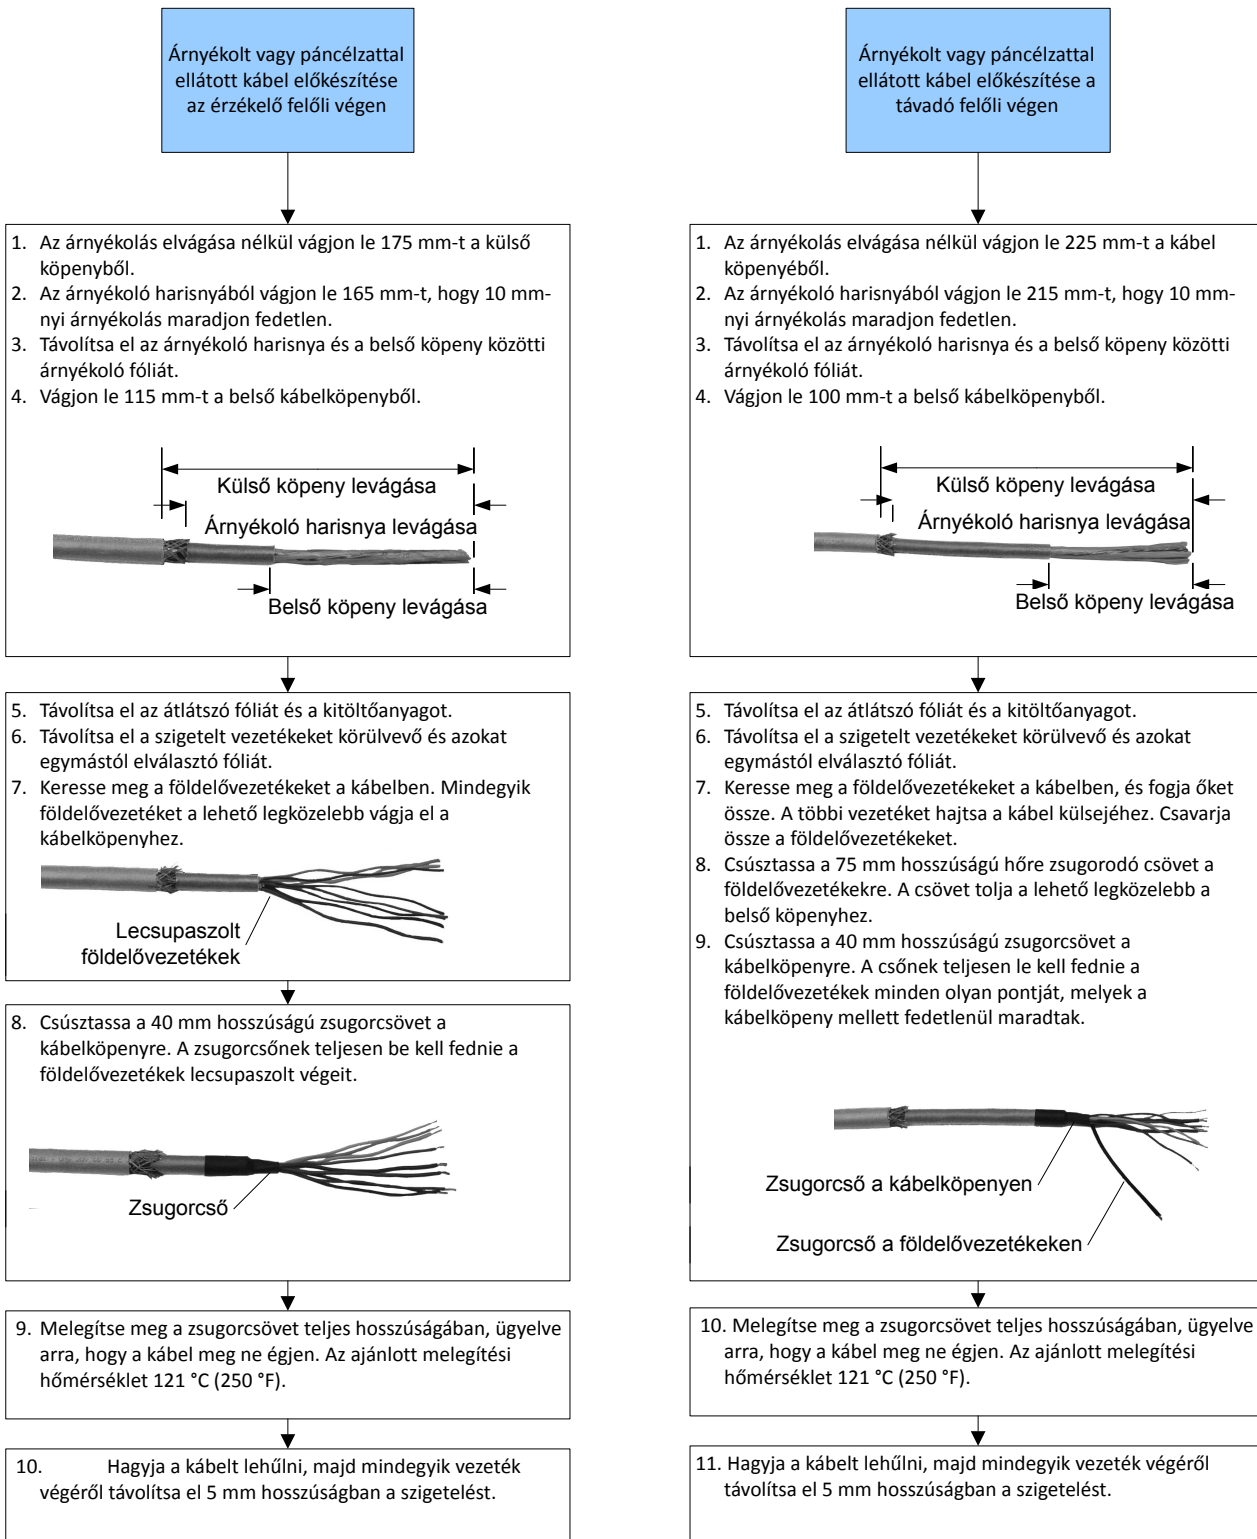 Árnyékolt vagy páncélzattal
ellátott kábel előkészítése
az érzékelő felőli végen
1. Az árnyékolás elvágása nélkül vágjon le 175 mm-t a külső
köpenyből.
2. Az árnyékoló harisnyából vágjon le 165 mm-t, hogy 10 mm-
nyi árnyékolás maradjon fedetlen.
3. Távolítsa el az árnyékoló harisnya és a belső köpeny közötti
árnyékoló fóliát.
4. Vágjon le 115 mm-t a belső kábelköpenyből.
Külső köpeny levágása
Árnyékoló harisnya levágása
Belső köpeny levágása
5. Távolítsa el az átlátszó fóliát és a kitöltőanyagot.
6. Távolítsa el a szigetelt vezetékeket körülvevő és azokat
egymástól elválasztó fóliát.
7. Keresse meg a földelővezetékeket a kábelben. Mindegyik
földelővezetéket a lehető legközelebb vágja el a
kábelköpenyhez.
Lecsupaszolt
földelővezetékek
8. Csúsztassa a 40 mm hosszúságú zsugorcsövet a
kábelköpenyre. A zsugorcsőnek teljesen be kell fednie a
földelővezetékek lecsupaszolt végeit.
Zsugorcső
9. Melegítse meg a zsugorcsövet teljes hosszúságában, ügyelve
arra, hogy a kábel meg ne égjen. Az ajánlott melegítési
hőmérséklet 121 °C (250 °F).
10. Hagyja a kábelt lehűlni, majd mindegyik vezeték
végéről távolítsa el 5 mm hosszúságban a szigetelést.
Árnyékolt vagy páncélzattal
ellátott kábel előkészítése a
távadó felőli végen
1. Az árnyékolás elvágása nélkül vágjon le 225 mm-t a kábel
köpenyéből.
2. Az árnyékoló harisnyából vágjon le 215 mm-t, hogy 10 mm-
nyi árnyékolás maradjon fedetlen.
3. Távolítsa el az árnyékoló harisnya és a belső köpeny közötti
árnyékoló fóliát.
4. Vágjon le 100 mm-t a belső kábelköpenyből.
Külső köpeny levágása
Árnyékoló harisnya levágása
Belső köpeny levágása
5. Távolítsa el az átlátszó fóliát és a kitöltőanyagot.
6. Távolítsa el a szigetelt vezetékeket körülvevő és azokat
egymástól elválasztó fóliát.
7. Keresse meg a földelővezetékeket a kábelben, és fogja őket
össze. A többi vezetéket hajtsa a kábel külsejéhez. Csavarja
össze a földelővezetékeket.
8. Csúsztassa a 75 mm hosszúságú hőre zsugorodó csövet a
földelővezetékekre. A csövet tolja a lehető legközelebb a
belső köpenyhez.
9. Csúsztassa a 40 mm hosszúságú zsugorcsövet a
kábelköpenyre. A csőnek teljesen le kell fednie a
földelővezetékek minden olyan pontját, melyek a
kábelköpeny mellett fedetlenül maradtak.
Zsugorcső a kábelköpenyen
Zsugorcső a földelővezetékeken
10. Melegítse meg a zsugorcsövet teljes hosszúságában, ügyelve
arra, hogy a kábel meg ne égjen. Az ajánlott melegítési
hőmérséklet 121 °C (250 °F).
11. Hagyja a kábelt lehűlni, majd mindegyik vezeték végéről
távolítsa el 5 mm hosszúságban a szigetelést.